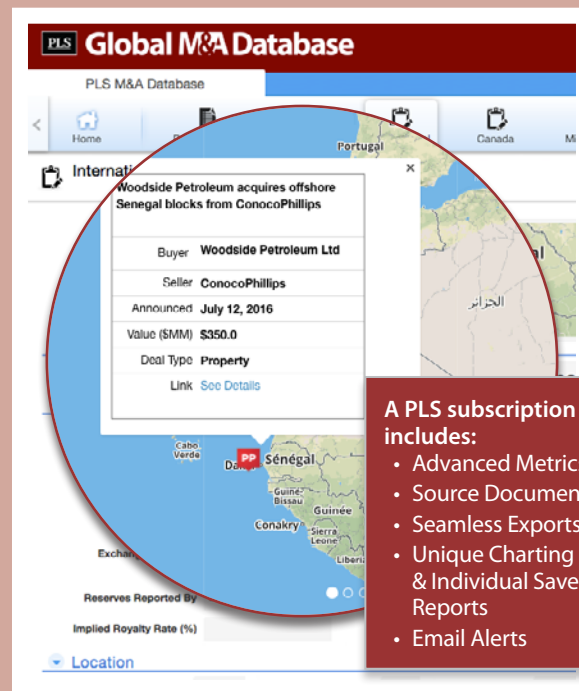 PLS Global M&A Database
PLS M&A Database
Home
Canada
Portugal
Woodside Petroleum acquires offshore
Senegal blocks from ConocoPhillips
Buyer Woodside Petroleum Ltd
Seller ConocoPhillips
Announced July 12, 2016
Value ($MM) $350.0
Deal Type Property
Link See Details
الجزائر
Cabo
Verde
PP Sénégal
Guiné-
Bissau
Guinée
Conakry
Sierra
Leone
Reserves Reported By
Implied Royalty Rate (%)
Location
A PLS subscription
includes:
• Advanced Metric
• Source Documen
• Seamless Exports
• Unique Charting
& Individual Save
Reports
• Email Alerts